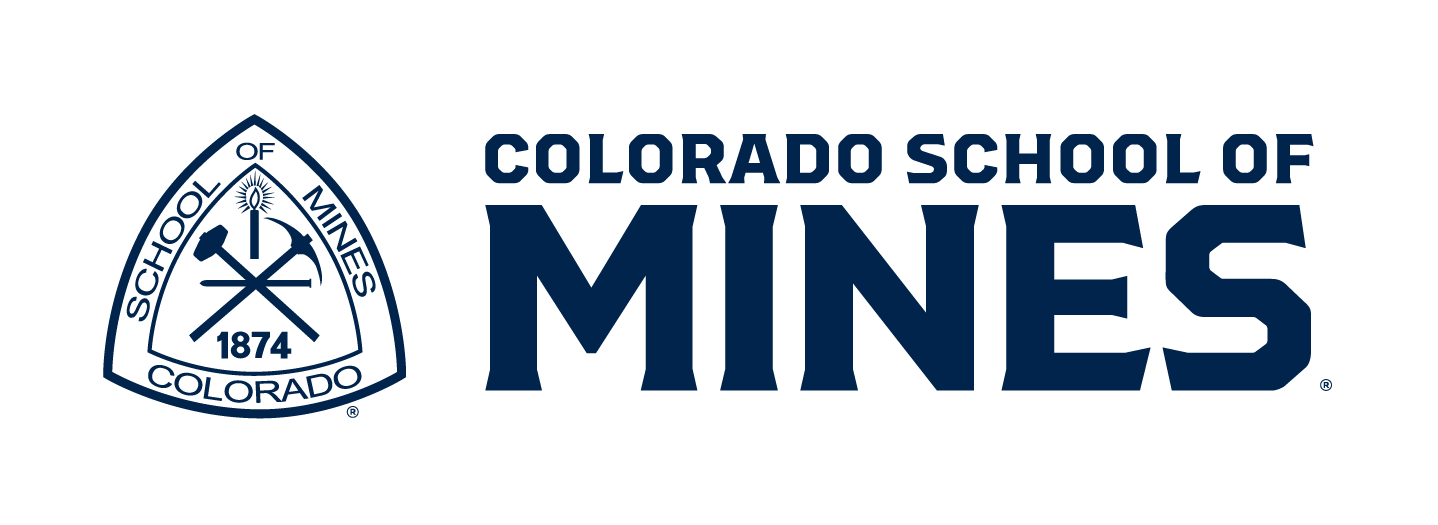 SCHOOL OF MINES
1874
COLORADO
®
COLORADO SCHOOL OF
MINES
®